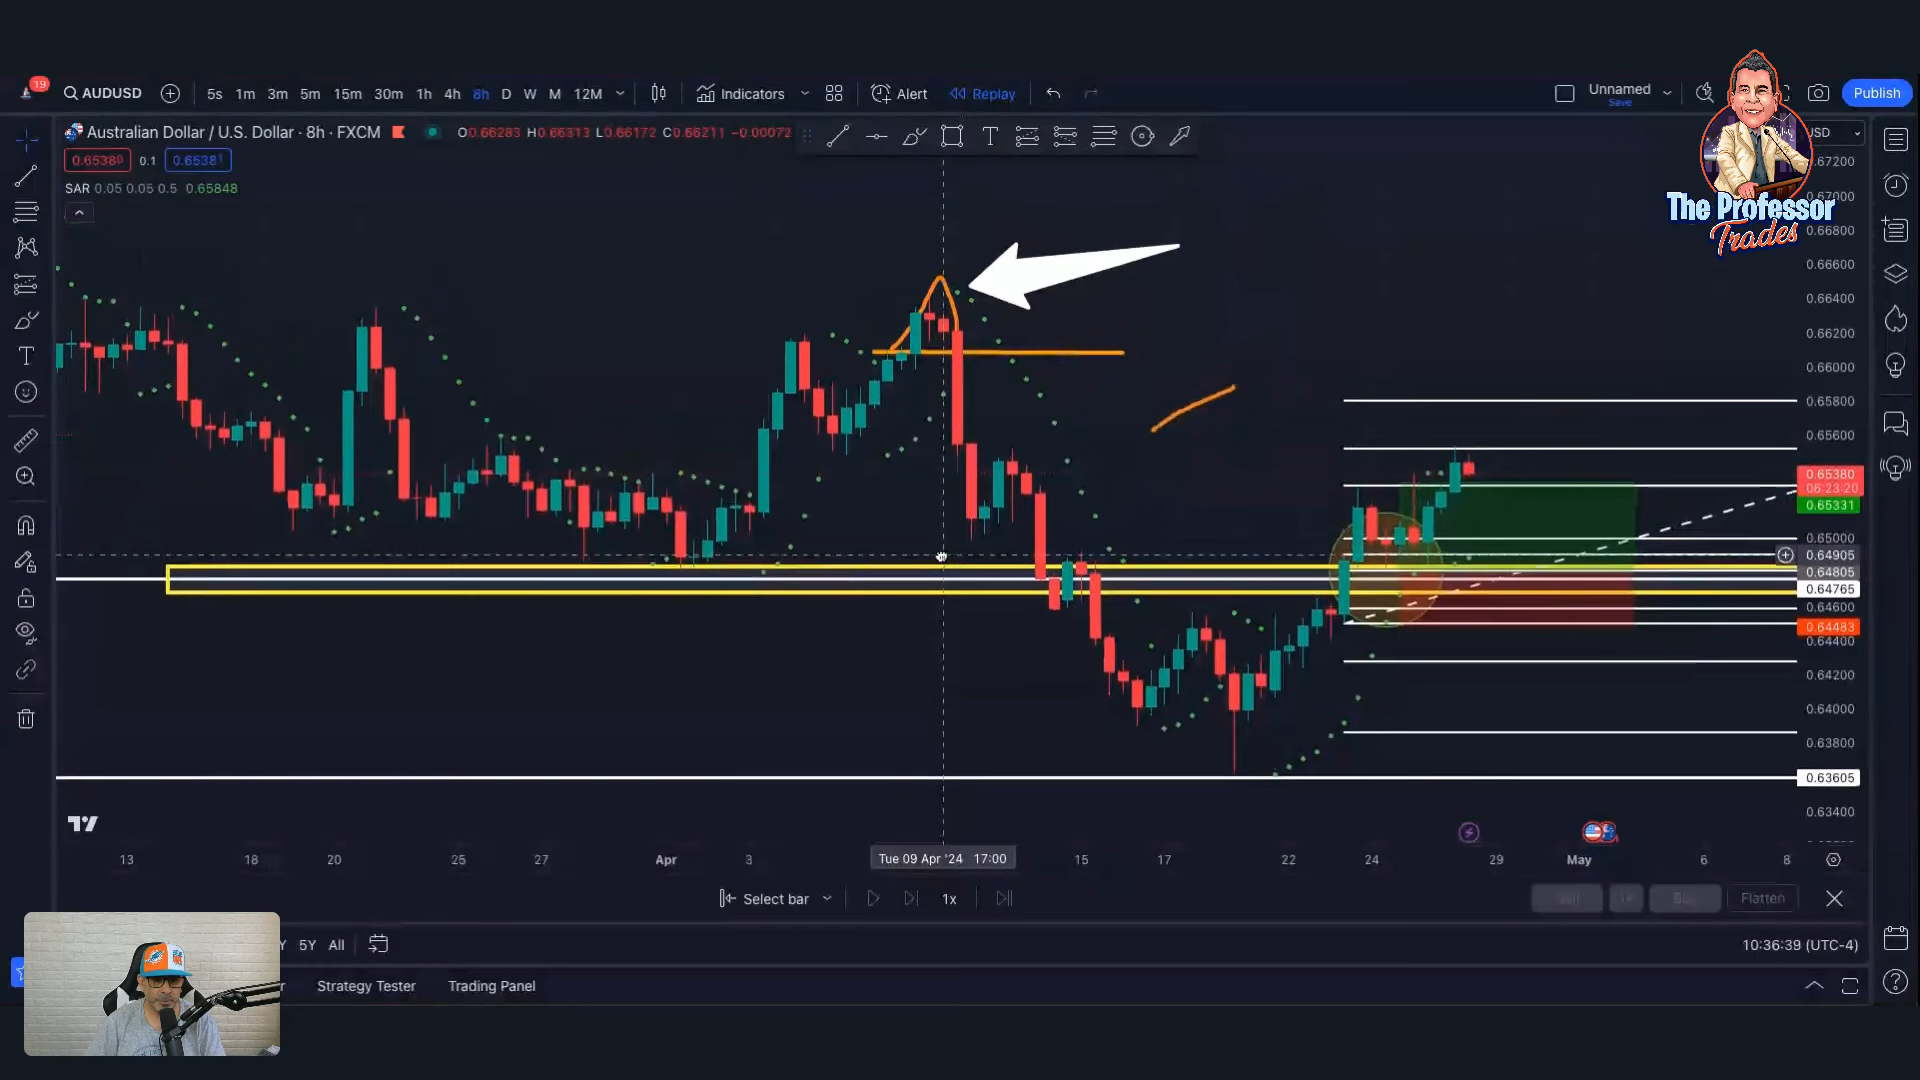 19
AUDUSD
5s 1m 3m 5m 15m 30m 1h 4h 8h D W M 12M
Indicators
Alert
Replay
Unnamed
Save
Publish
Australian Dollar / U.S. Dollar · 8h · FXCM
O0.66283 H0.66313 L0.66172 C0.66211 −0.00072
0.65380 0.1 0.65381
SAR 0.05 0.05 0.5 0.65848
The Professor
Trades
0.67200
0.66800
0.66600
0.66400
0.66200
0.66000
0.65800
0.65600
0.65380
06:23:20
0.65331
0.65000
0.64905
0.64805
0.64765
0.64600
0.64483
0.64400
0.64200
0.64000
0.63800
0.63605
0.63400
13 18 20 25 27 Apr 3 Tue 09 Apr '24 17:00 15 17 22 24 29 May 6 8
Select bar 1x
Flatten
5Y All
10:36:39 (UTC-4)
Strategy Tester Trading Panel